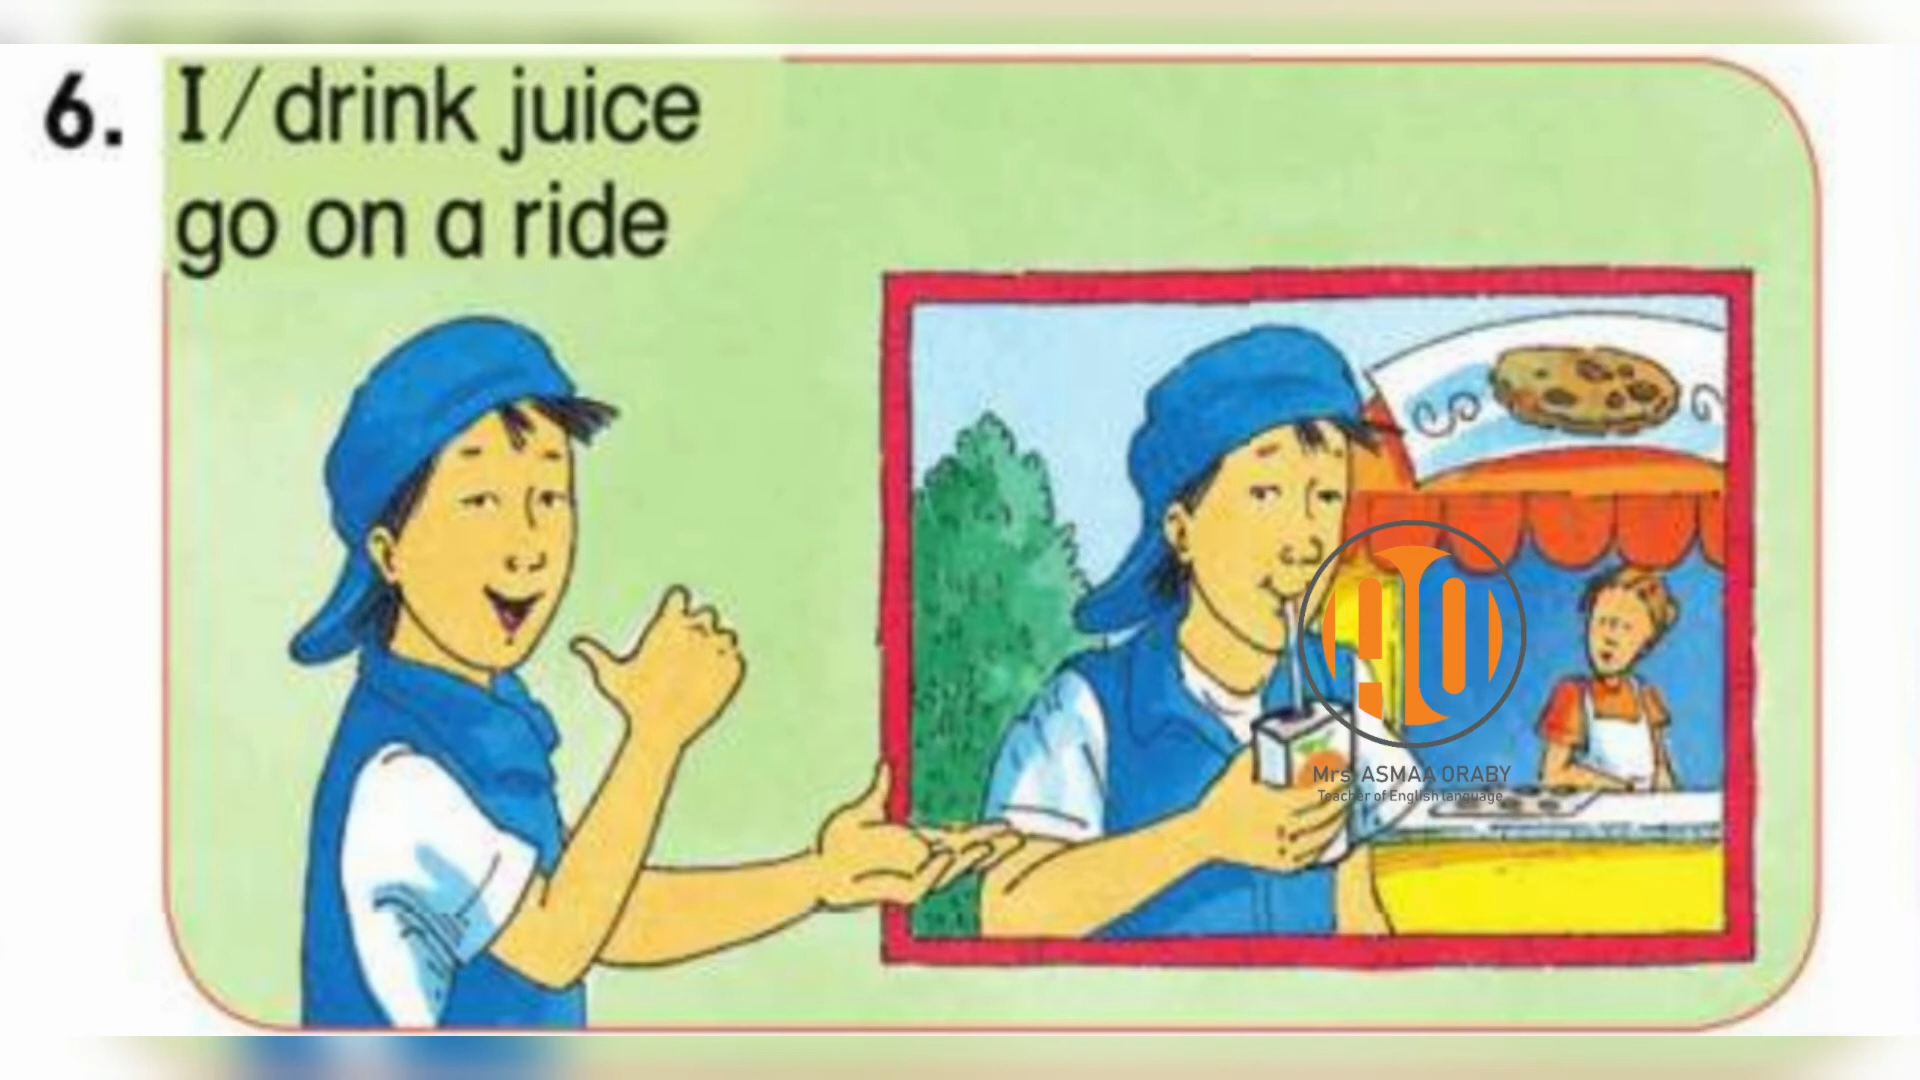 6. I / drink juice
go on a ride
Mrs. ASMAA ORABY
Teacher of English language